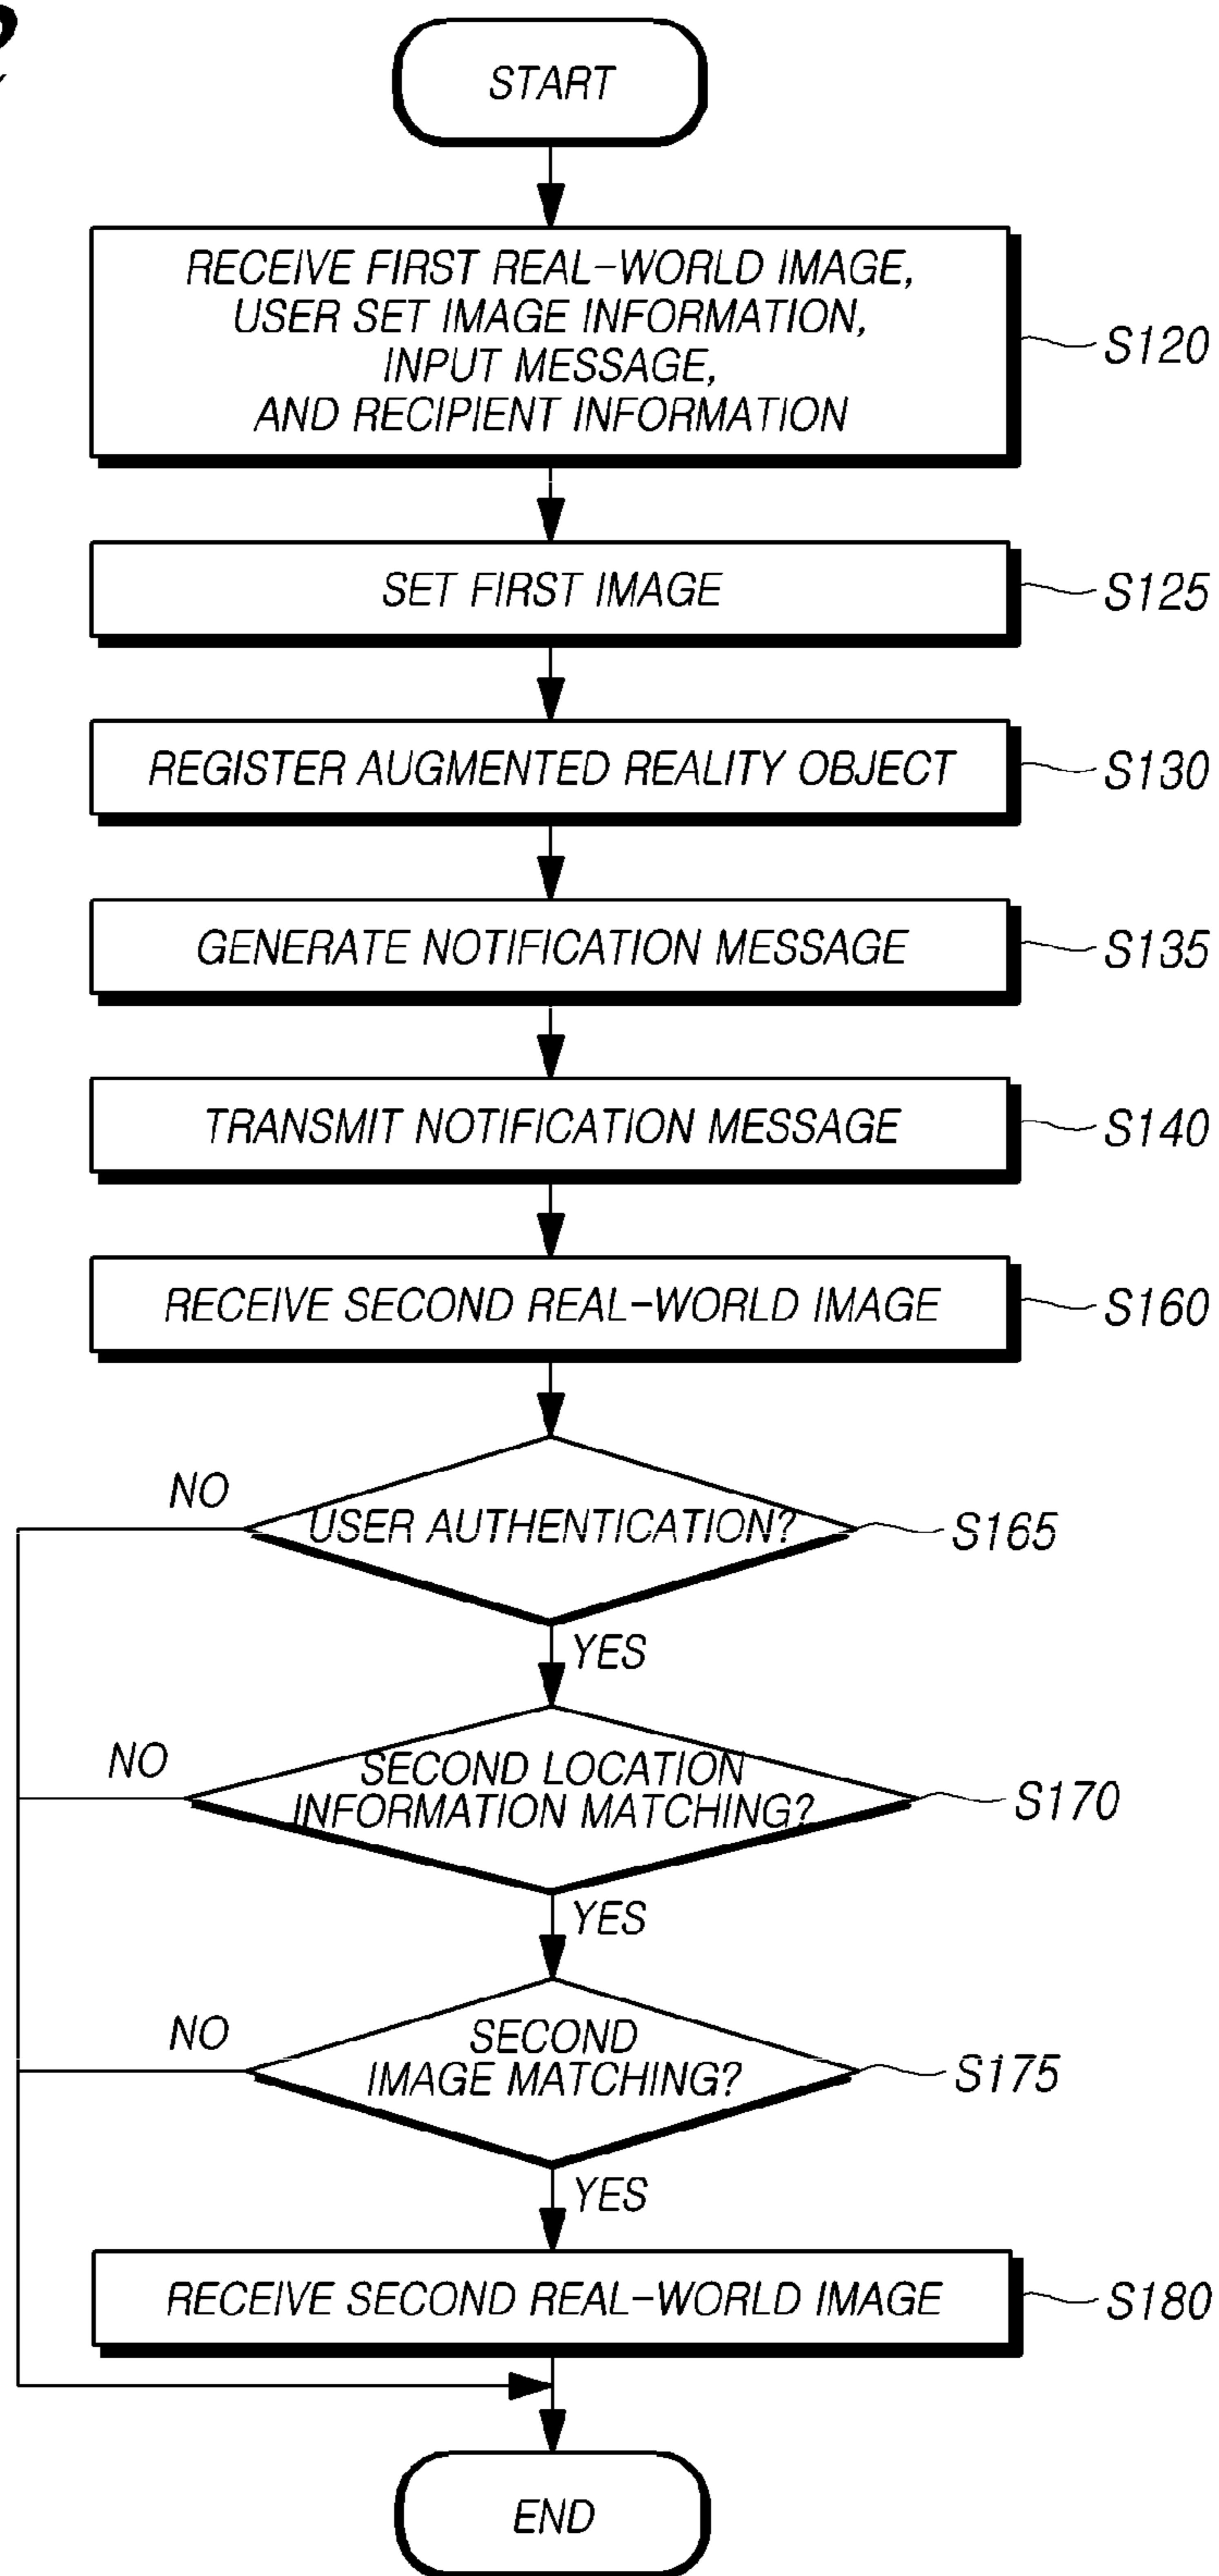 START
RECEIVE FIRST REAL-WORLD IMAGE,
USER SET IMAGE INFORMATION,
INPUT MESSAGE,
AND RECIPIENT INFORMATION
S120
SET FIRST IMAGE
S125
REGISTER AUGMENTED REALITY OBJECT
S130
GENERATE NOTIFICATION MESSAGE
S135
TRANSMIT NOTIFICATION MESSAGE
S140
RECEIVE SECOND REAL-WORLD IMAGE
S160
NO
USER AUTHENTICATION?
S165
YES
NO
SECOND LOCATION
INFORMATION MATCHING?
S170
YES
NO
SECOND
IMAGE MATCHING?
S175
YES
RECEIVE SECOND REAL-WORLD IMAGE
S180
END